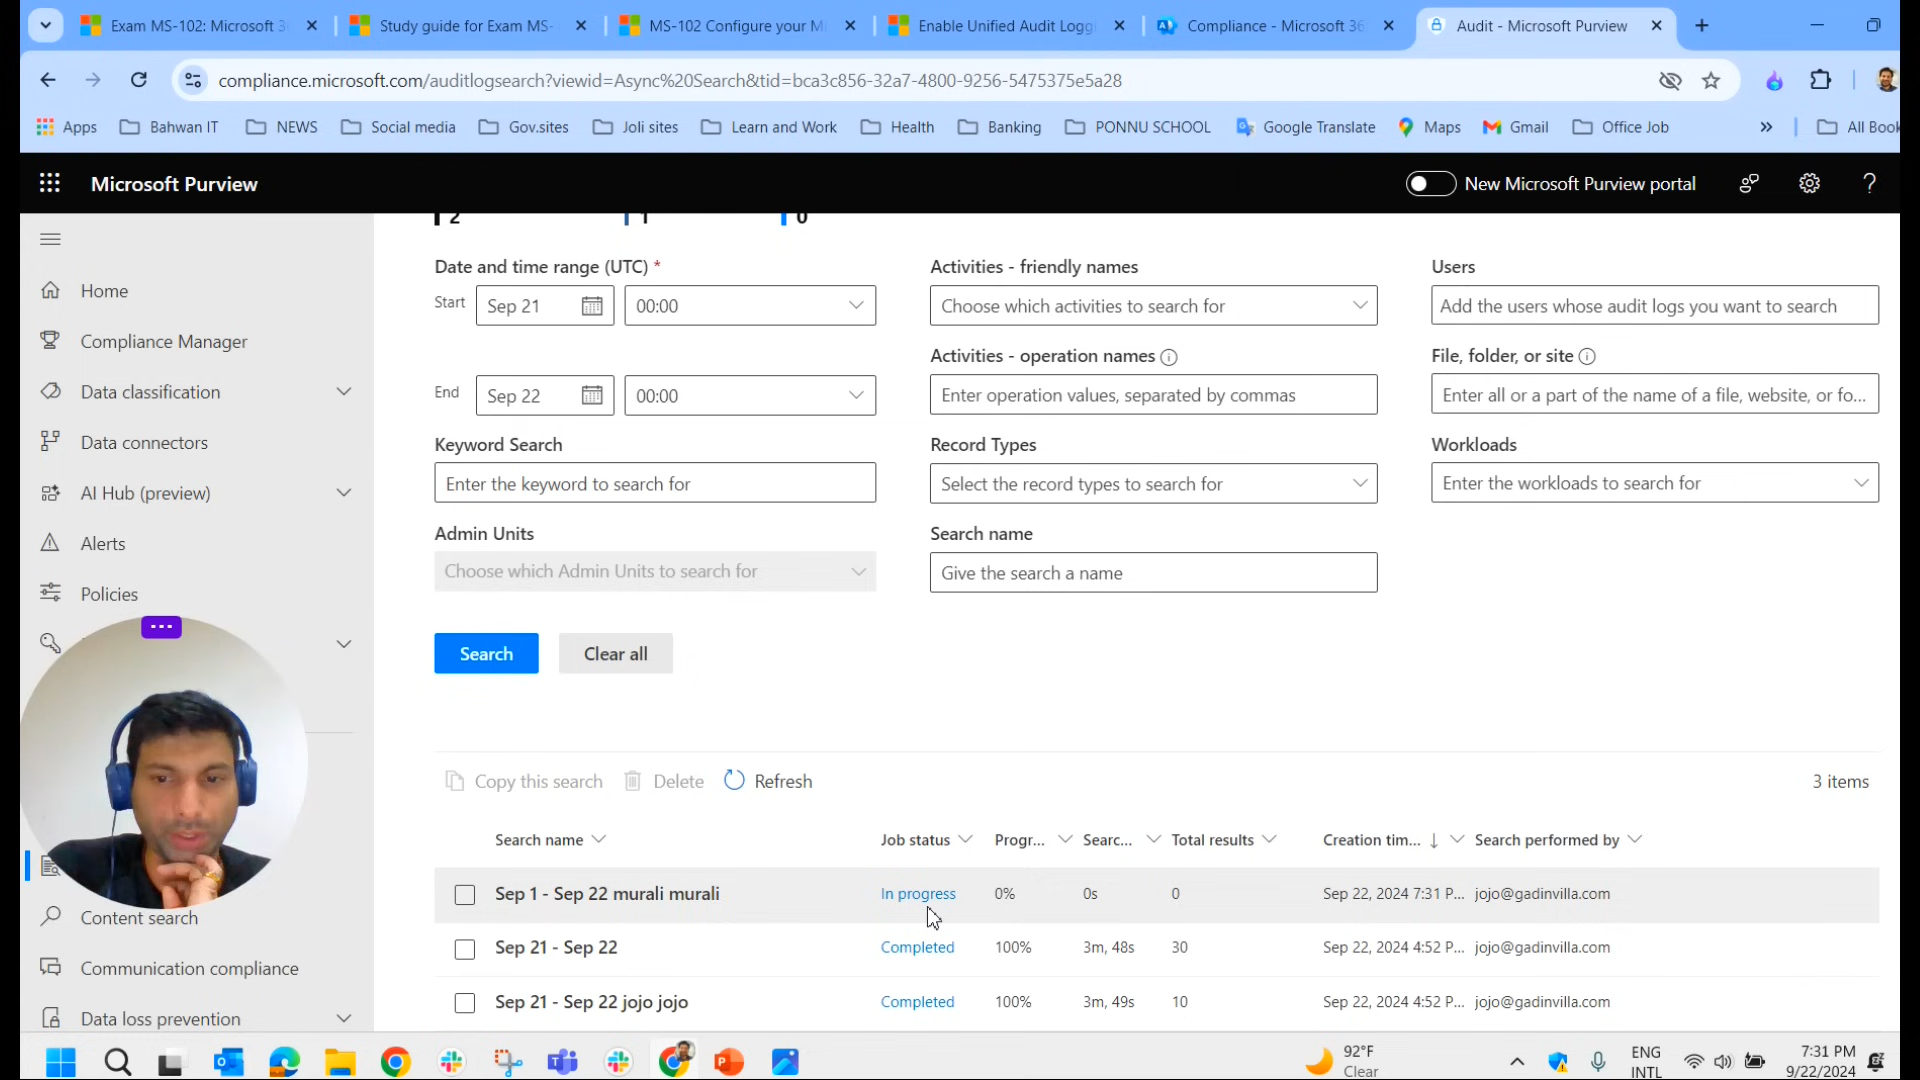 Exam MS-102: Microsoft 3
Study guide for Exam MS-
MS-102 Configure your M
Enable Unified Audit Loggi
Compliance - Microsoft 36
Audit - Microsoft Purview
compliance.microsoft.com/auditlogsearch?viewid=Async%20Search&tid=bca3c856-32a7-4800-9256-5475375e5a28
Apps
Bahwan IT
NEWS
Social media
Gov.sites
Joli sites
Learn and Work
Health
Banking
PONNU SCHOOL
Google Translate
Maps
Gmail
Office Job
All Book
Microsoft Purview
New Microsoft Purview portal
2 1 0
Home
Compliance Manager
Data classification
Data connectors
AI Hub (preview)
Alerts
Policies
Content search
Communication compliance
Data loss prevention
Date and time range (UTC) *
Start Sep 21 00:00
End Sep 22 00:00
Keyword Search
Enter the keyword to search for
Admin Units
Choose which Admin Units to search for
Activities - friendly names
Choose which activities to search for
Activities - operation names
Enter operation values, separated by commas
Record Types
Select the record types to search for
Search name
Give the search a name
Users
Add the users whose audit logs you want to search
File, folder, or site
Enter all or a part of the name of a file, website, or fo...
Workloads
Enter the workloads to search for
Search
Clear all
Copy this search Delete Refresh 3 items
Search name Job status Progr... Searc... Total results Creation tim... Search performed by
Sep 1 - Sep 22 murali murali In progress 0% 0s 0 Sep 22, 2024 7:31 P... jojo@gadinvilla.com
Sep 21 - Sep 22 Completed 100% 3m, 48s 30 Sep 22, 2024 4:52 P... jojo@gadinvilla.com
Sep 21 - Sep 22 jojo jojo Completed 100% 3m, 49s 10 Sep 22, 2024 4:52 P... jojo@gadinvilla.com
92°F
Clear
ENG
INTL
7:31 PM
9/22/2024